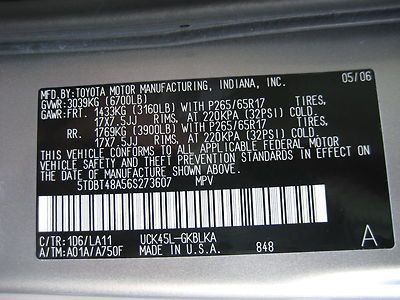 MFD. BY: TOYOTA MOTOR MANUFACTURING, INDIANA, INC. 05/06
GVWR: 3039KG (6700LB)
GAWR: FRT. 1433KG (3160LB) WITH P265/65R17 TIRES,
17X7.5JJ RIMS, AT 220KPA (32PSI) COLD
RR. 1769KG (3900LB) WITH P265/65R17 TIRES,
17X7.5JJ RIMS, AT 220KPA (32PSI) COLD
THIS VEHICLE CONFORMS TO ALL APPLICABLE FEDERAL MOTOR
VEHICLE SAFETY AND THEFT PREVENTION STANDARDS IN EFFECT ON
THE DATE OF MANUFACTURE SHOWN ABOVE.
5TDBT48A56S273607 MPV
C/TR: 1D6/LA11 UCK45L-GKBLKA
A/TM: A01A/A750F MADE IN U.S.A. 848 A